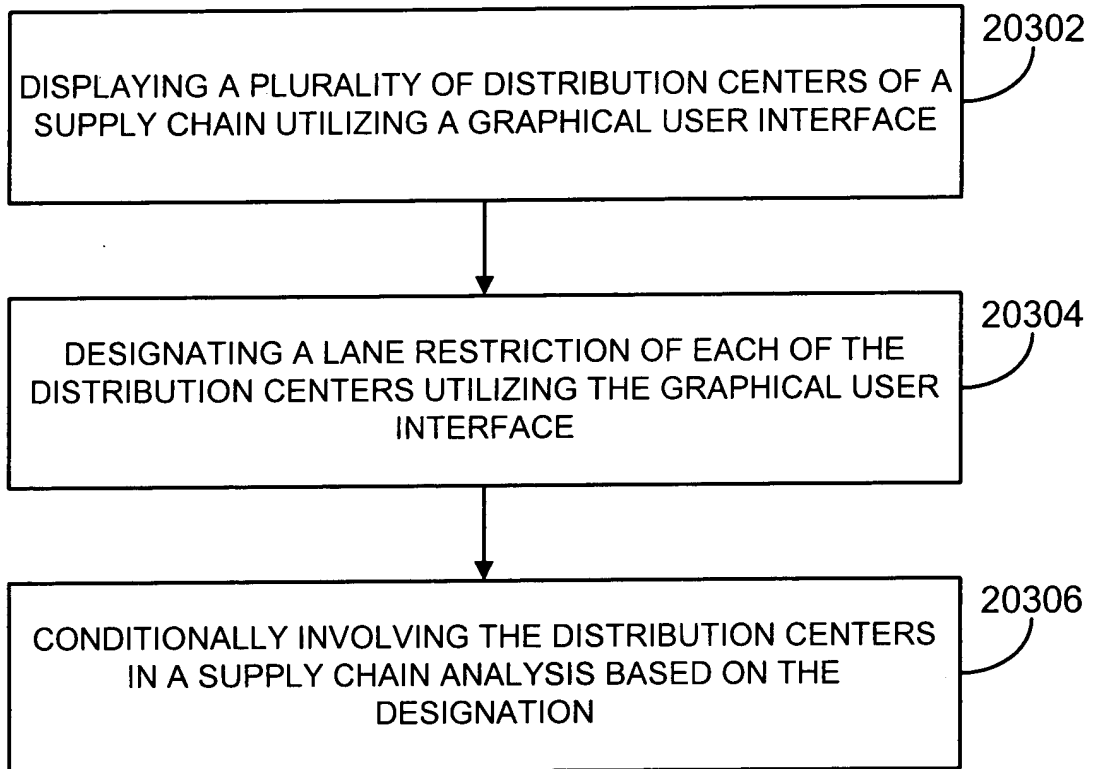 20302
DISPLAYING A PLURALITY OF DISTRIBUTION CENTERS OF A
SUPPLY CHAIN UTILIZING A GRAPHICAL USER INTERFACE
20304
DESIGNATING A LANE RESTRICTION OF EACH OF THE
DISTRIBUTION CENTERS UTILIZING THE GRAPHICAL USER
INTERFACE
20306
CONDITIONALLY INVOLVING THE DISTRIBUTION CENTERS
IN A SUPPLY CHAIN ANALYSIS BASED ON THE
DESIGNATION